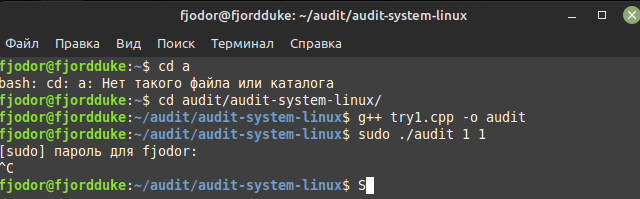 fjodor@fjordduke: ~/audit/audit-system-linux
Файл Правка Вид Поиск Терминал Справка
fjodor@fjordduke:~$ cd a
bash: cd: a: Нет такого файла или каталога
fjodor@fjordduke:~$ cd audit/audit-system-linux/
fjodor@fjordduke:~/audit/audit-system-linux$ g++ try1.cpp -o audit
fjodor@fjordduke:~/audit/audit-system-linux$ sudo ./audit 1 1
[sudo] пароль для fjodor:
^C
fjodor@fjordduke:~/audit/audit-system-linux$ S